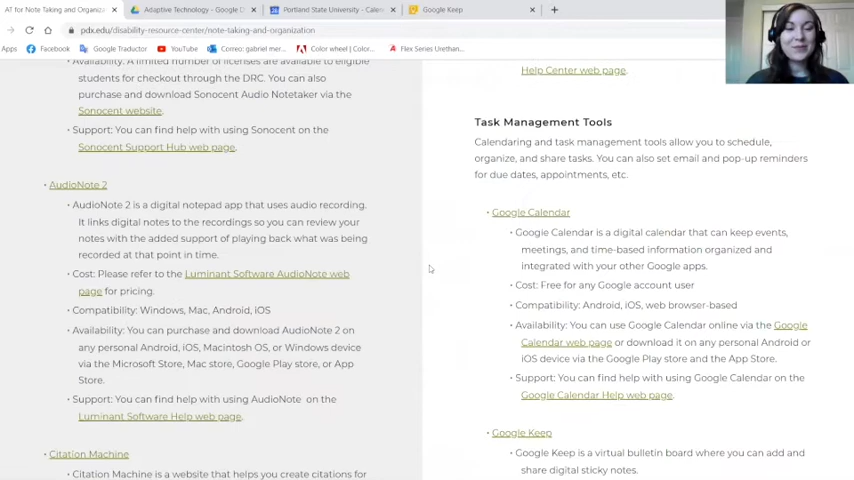 AT for Note Taking and Organiza
Adaptive Technology - Google D
Portland State University - Calen
Google Keep
pdx.edu/disability-resource-center/note-taking-and-organization
Apps
Facebook
Google Traductor
YouTube
Correo: gabriel mer...
Color wheel | Colo...
Flex Series Urethan...
Availability: A limited number of licenses are available to eligible
students for checkout through the DRC. You can also
purchase and download Sonocent Audio Notetaker via the
Sonocent website.
• Support: You can find help with using Sonocent on the
Sonocent Support Hub web page.
• AudioNote 2
• AudioNote 2 is a digital notepad app that uses audio recording.
It links digital notes to the recordings so you can review your
notes with the added support of playing back what was being
recorded at that point in time.
• Cost: Please refer to the Luminant Software AudioNote web
page for pricing.
• Compatibility: Windows, Mac, Android, iOS
• Availability: You can purchase and download AudioNote 2 on
any personal Android, iOS, Macintosh OS, or Windows device
via the Microsoft Store, Mac store, Google Play store, or App
Store.
• Support: You can find help with using AudioNote on the
Luminant Software Help web page.
• Citation Machine
• Citation Machine is a website that helps you create citations for
Help Center web page.
Task Management Tools
Calendaring and task management tools allow you to schedule,
organize, and share tasks. You can also set email and pop-up reminders
for due dates, appointments, etc.
• Google Calendar
• Google Calendar is a digital calendar that can keep events,
meetings, and time-based information organized and
integrated with your other Google apps.
• Cost: Free for any Google account user
• Compatibility: Android, iOS, web browser-based
• Availability: You can use Google Calendar online via the Google
Calendar web page or download it on any personal Android or
iOS device via the Google Play store and the App Store.
• Support: You can find help with using Google Calendar on the
Google Calendar Help web page.
• Google Keep
• Google Keep is a virtual bulletin board where you can add and
share digital sticky notes.